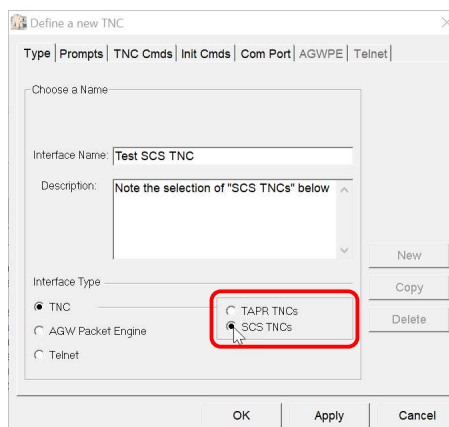 Define a new TNC
Type Prompts TNC Cmds Init Cmds Com Port AGWPE Telnet
Choose a Name
Interface Name: Test SCS TNC
Description: Note the selection of "SCS TNCs" below
New
Interface Type
Copy
TNC
TAPR TNCs
Delete
AGW Packet Engine
SCS TNCs
Telnet
OK Apply Cancel